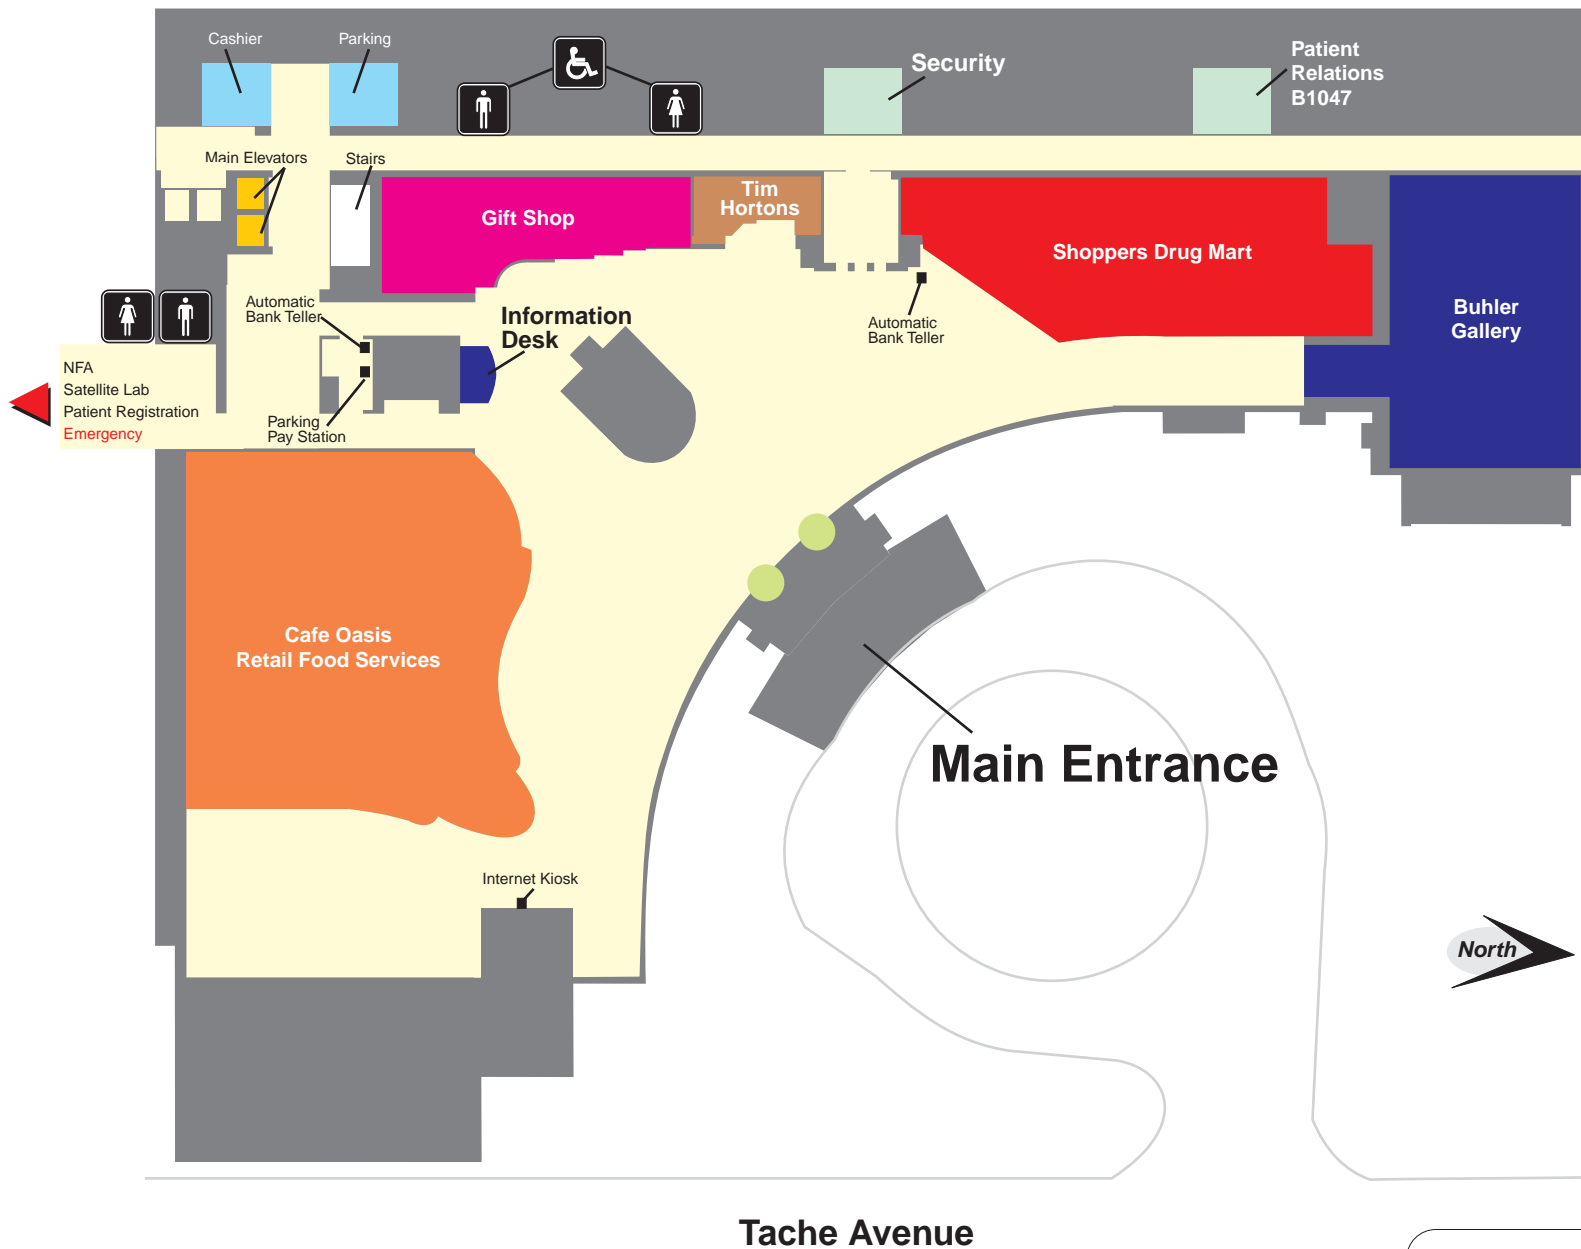 Cashier
Parking
Security
Patient
Relations
B1047
Main Elevators
Stairs
Gift Shop
Tim
Hortons
Shoppers Drug Mart
Buhler
Gallery
Automatic
Bank Teller
Information
Desk
Automatic
Bank Teller
NFA
Satellite Lab
Patient Registration
Emergency
Parking
Pay Station
Cafe Oasis
Retail Food Services
Main Entrance
Internet Kiosk
North
Tache Avenue